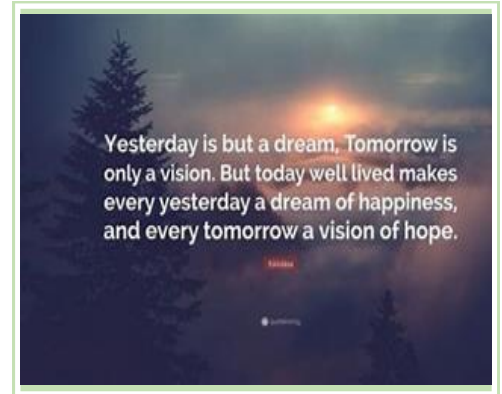 Yesterday is but a dream, Tomorrow is
only a vision. But today well lived makes
every yesterday a dream of happiness,
and every tomorrow a vision of hope.